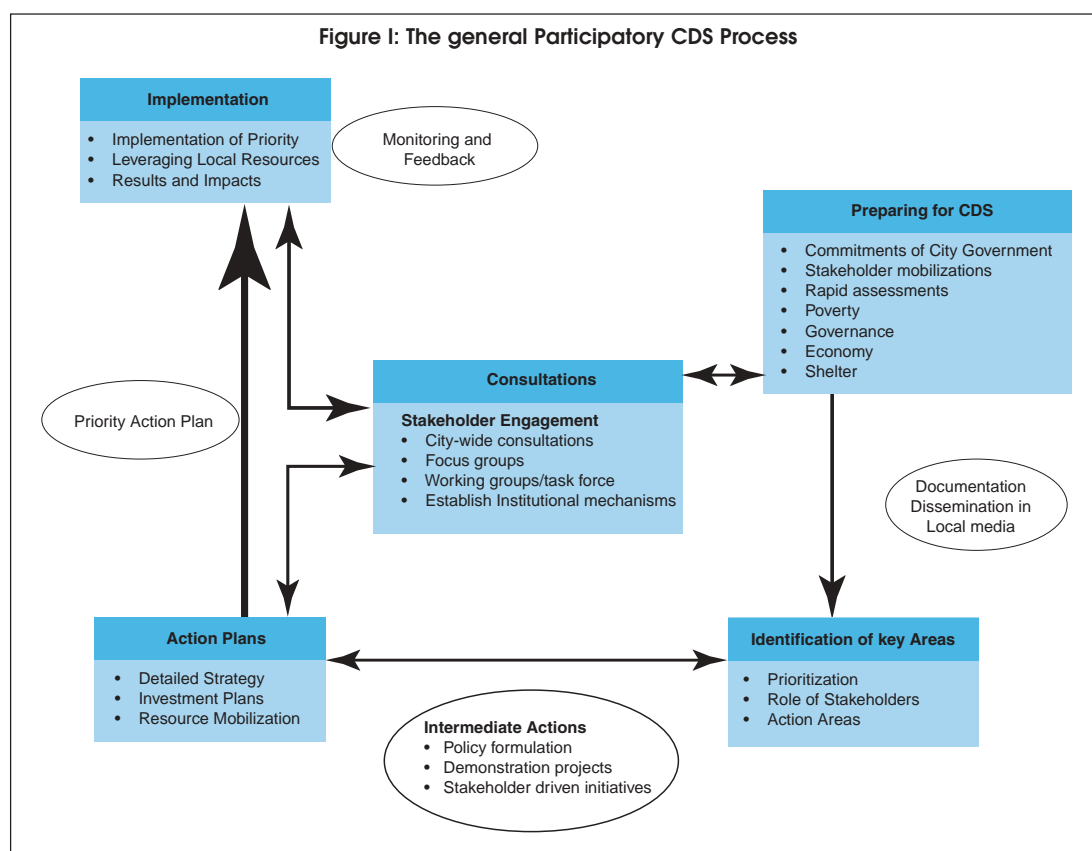 Figure I: The general Participatory CDS Process
Implementation
• Implementation of Priority
• Leveraging Local Resources
• Results and Impacts
Monitoring and
Feedback
Preparing for CDS
• Commitments of City Government
• Stakeholder mobilizations
• Rapid assessments
• Poverty
• Governance
• Economy
• Shelter
Consultations
Stakeholder Engagement
• City-wide consultations
• Focus groups
• Working groups/task force
• Establish Institutional mechanisms
Priority Action Plan
Documentation
Dissemination in
Local media
Action Plans
• Detailed Strategy
• Investment Plans
• Resource Mobilization
Identification of key Areas
• Prioritization
• Role of Stakeholders
• Action Areas
Intermediate Actions
• Policy formulation
• Demonstration projects
• Stakeholder driven initiatives